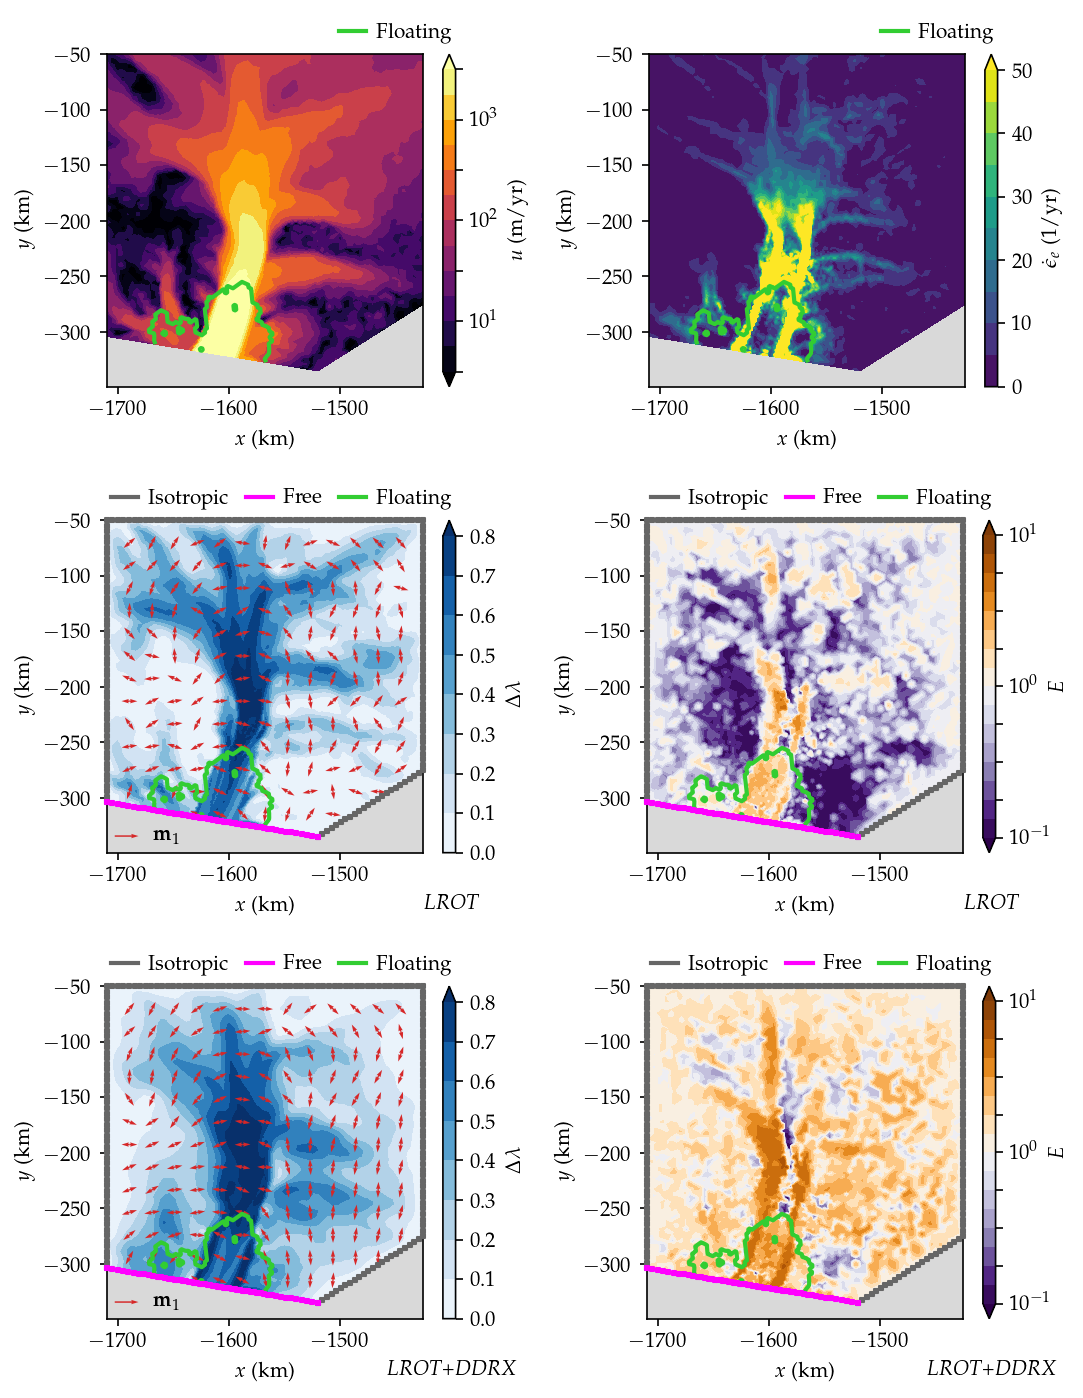 Floating
Floating
−50
−100
−150
−200
−250
−300
y (km)
−1700
−1600
−1500
x (km)
10³
10²
10¹
u (m/yr)
−50
−100
−150
−200
−250
−300
y (km)
−1700
−1600
−1500
x (km)
50
40
30
20
10
0
ε̇ₑ (1/yr)
Isotropic Free Floating
Isotropic Free Floating
−50
−100
−150
−200
−250
−300
y (km)
m₁
−1700
−1600
−1500
x (km)
0.8
0.7
0.6
0.5
0.4
0.3
0.2
0.1
0.0
Δλ
LROT
−50
−100
−150
−200
−250
−300
y (km)
−1700
−1600
−1500
x (km)
10¹
10⁰
10⁻¹
E
LROT
Isotropic Free Floating
Isotropic Free Floating
−50
−100
−150
−200
−250
−300
y (km)
m₁
−1700
−1600
−1500
x (km)
0.8
0.7
0.6
0.5
0.4
0.3
0.2
0.1
0.0
Δλ
LROT+DDRX
−50
−100
−150
−200
−250
−300
y (km)
−1700
−1600
−1500
x (km)
10¹
10⁰
10⁻¹
E
LROT+DDRX